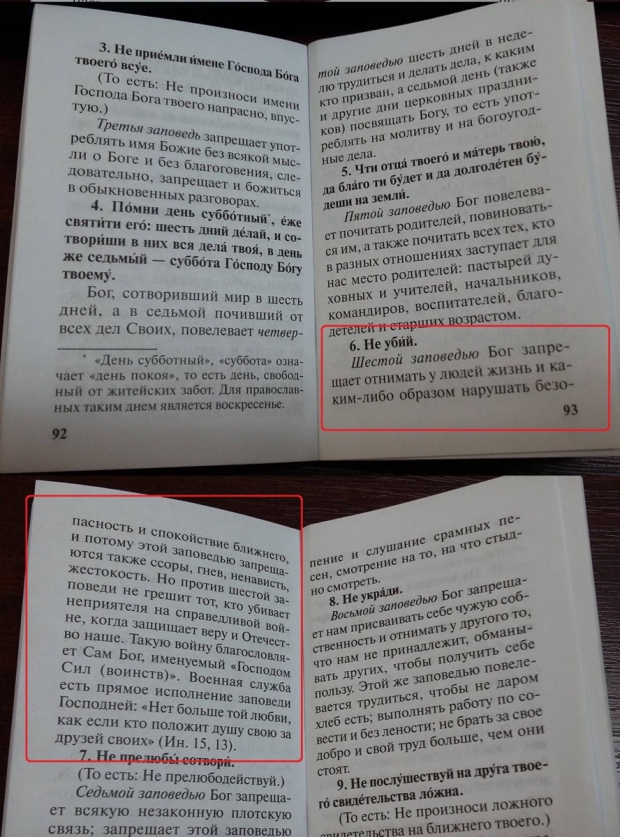 3. Не прие́мли и́мене Го́спода Бо́га
твоего́ всу́е.
(То есть: Не произноси имени
Господа Бога твоего напрасно, впус-
тую.)
Третья заповедь запрещает упот-
реблять имя Божие без всякой мыс-
ли о Боге и без благоговения, сле-
довательно, запрещает и божиться
в обыкновенных разговорах.
4. По́мни день суббо́тный*, е́же
святи́ти его́: шесть дний де́лай, и со-
твори́ши в них вся дела́ твоя́, в день
же седьмы́й — суббо́та Го́споду Бо́гу
твоему́.
Бог, сотворивший мир в шесть
дней, а в седьмой почивший от
всех дел Своих, повелевает четвер-
* «День субботный», «суббота» озна-
чает «день покоя», то есть день, свобод-
ный от житейских забот. Для православ-
ных таким днем является воскресенье.
92
той заповедью шесть дней в неде-
лю трудиться и делать дела, к каким
кто призван, а седьмой день (также
и другие дни церковных праздни-
ков) посвящать Богу, то есть упот-
реблять на молитву и на богоугод-
ные дела.
5. Чти отца́ твоего́ и ма́терь твою́,
да бла́го ти бу́дет и да долголе́тен бу́-
деши на земли́.
Пятой заповедью Бог повелева-
ет почитать родителей, повиновать-
ся им, а также почитать всех тех, кто
в разных отношениях заступает для
нас место родителей: пастырей ду-
ховных и учителей, начальников,
командиров, воспитателей, благо-
детелей и старших возрастом.
6. Не уби́й.
Шестой заповедью Бог запре-
щает отнимать у людей жизнь и ка-
ким-либо образом нарушать безо-
93
пасность и спокойствие ближнего,
и потому этой заповедью запреща-
ются также ссоры, гнев, ненависть,
жестокость. Но против шестой за-
поведи не грешит тот, кто убивает
неприятеля на справедливой вой-
не, когда защищает веру и Отечест-
во наше. Такую войну благословля-
ет Сам Бог, именуемый «Господом
Сил (воинств)». Военная служба
есть прямое исполнение заповеди
Господней: «Нет больше той любви,
как если кто положит душу свою за
друзей своих» (Ин. 15, 13).
7. Не прелюбы́ сотвори́.
(То есть: Не прелюбодействуй.)
Седьмой заповедью Бог запреща-
ет всякую незаконную плотскую
связь; запрещает этой заповедью
пение и слушание срамных пе-
сен, смотрение на то, на что стыд-
но смотреть.
8. Не укра́ди.
Восьмой заповедью Бог запреща-
ет нам присваивать себе чужую соб-
ственность и отнимать у другого то,
что нам не принадлежит, обманы-
вать других, чтобы получить себе
пользу. Этой же заповедью повеле-
вается трудиться, чтобы не даром
хлеб есть; выполнять работу по со-
вести и без лености; не брать за свое
добро и свой труд больше, чем они
стоят.
9. Не послу́шествуй на дру́га твое-
го́ свиде́тельства ло́жна.
(То есть: Не произноси ложного
свидетельства на ближнего твоего.)